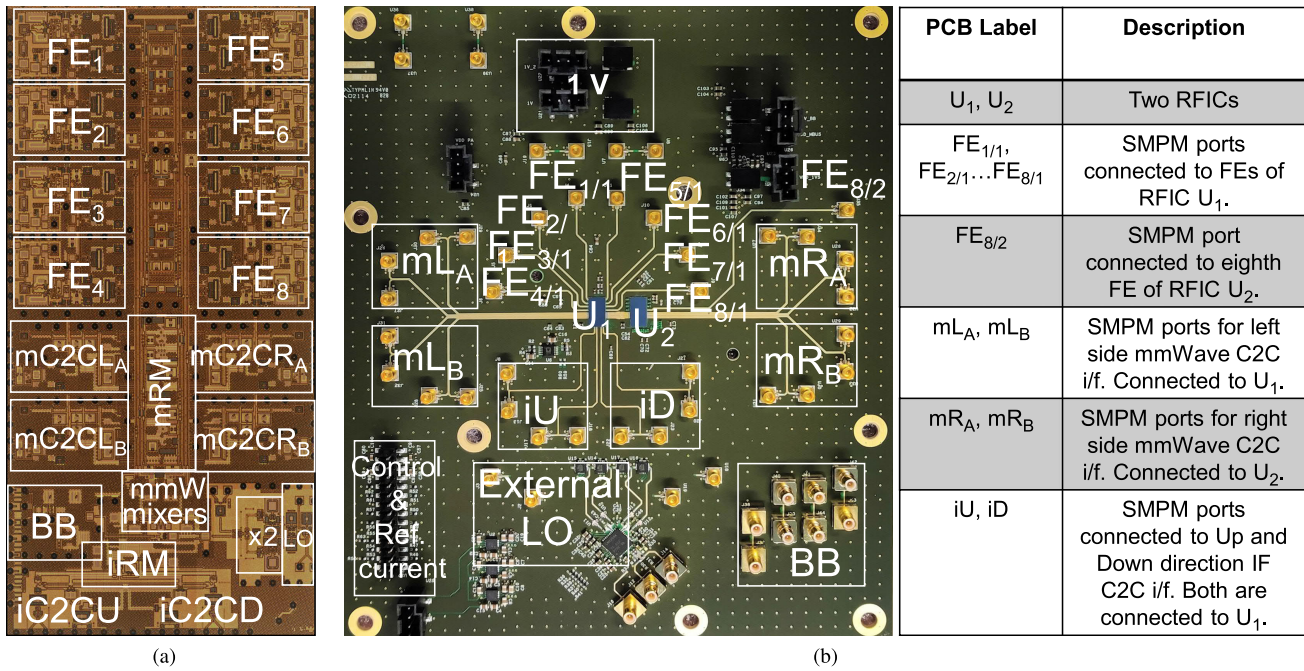 FE1
FE5
FE2
FE6
FE3
FE7
FE4
FE8
mC2CLA
mRM
mC2CRA
mC2CLB
mC2CRB
mmW
mixers
BB
x2
LO
iRM
iC2CU
iC2CD
(a)
1 V
FE1/1
FE5/1
FE8/2
FE2/
1
FE6/1
FE3/1
FE7/1
FE4/1
FE8/1
mLA
mRA
U1
U2
mLB
mRB
iU
iD
Control
&
Ref.
current
External
LO
BB
(b)
PCB Label
Description
U1, U2
Two RFICs
FE1/1,
FE2/1...FE8/1
SMPM ports
connected to FEs of
RFIC U1.
FE8/2
SMPM port
connected to eighth
FE of RFIC U2.
mLA, mLB
SMPM ports for left
side mmWave C2C
i/f. Connected to U1.
mRA, mRB
SMPM ports for right
side mmWave C2C
i/f. Connected to U2.
iU, iD
SMPM ports
connected to Up and
Down direction IF
C2C i/f. Both are
connected to U1.